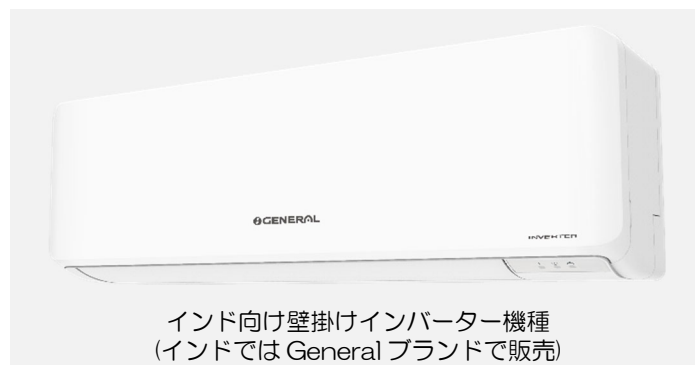 GENERAL
INVERTER
インド向け壁掛けインバーター機種
(インドではGeneralブランドで販売)